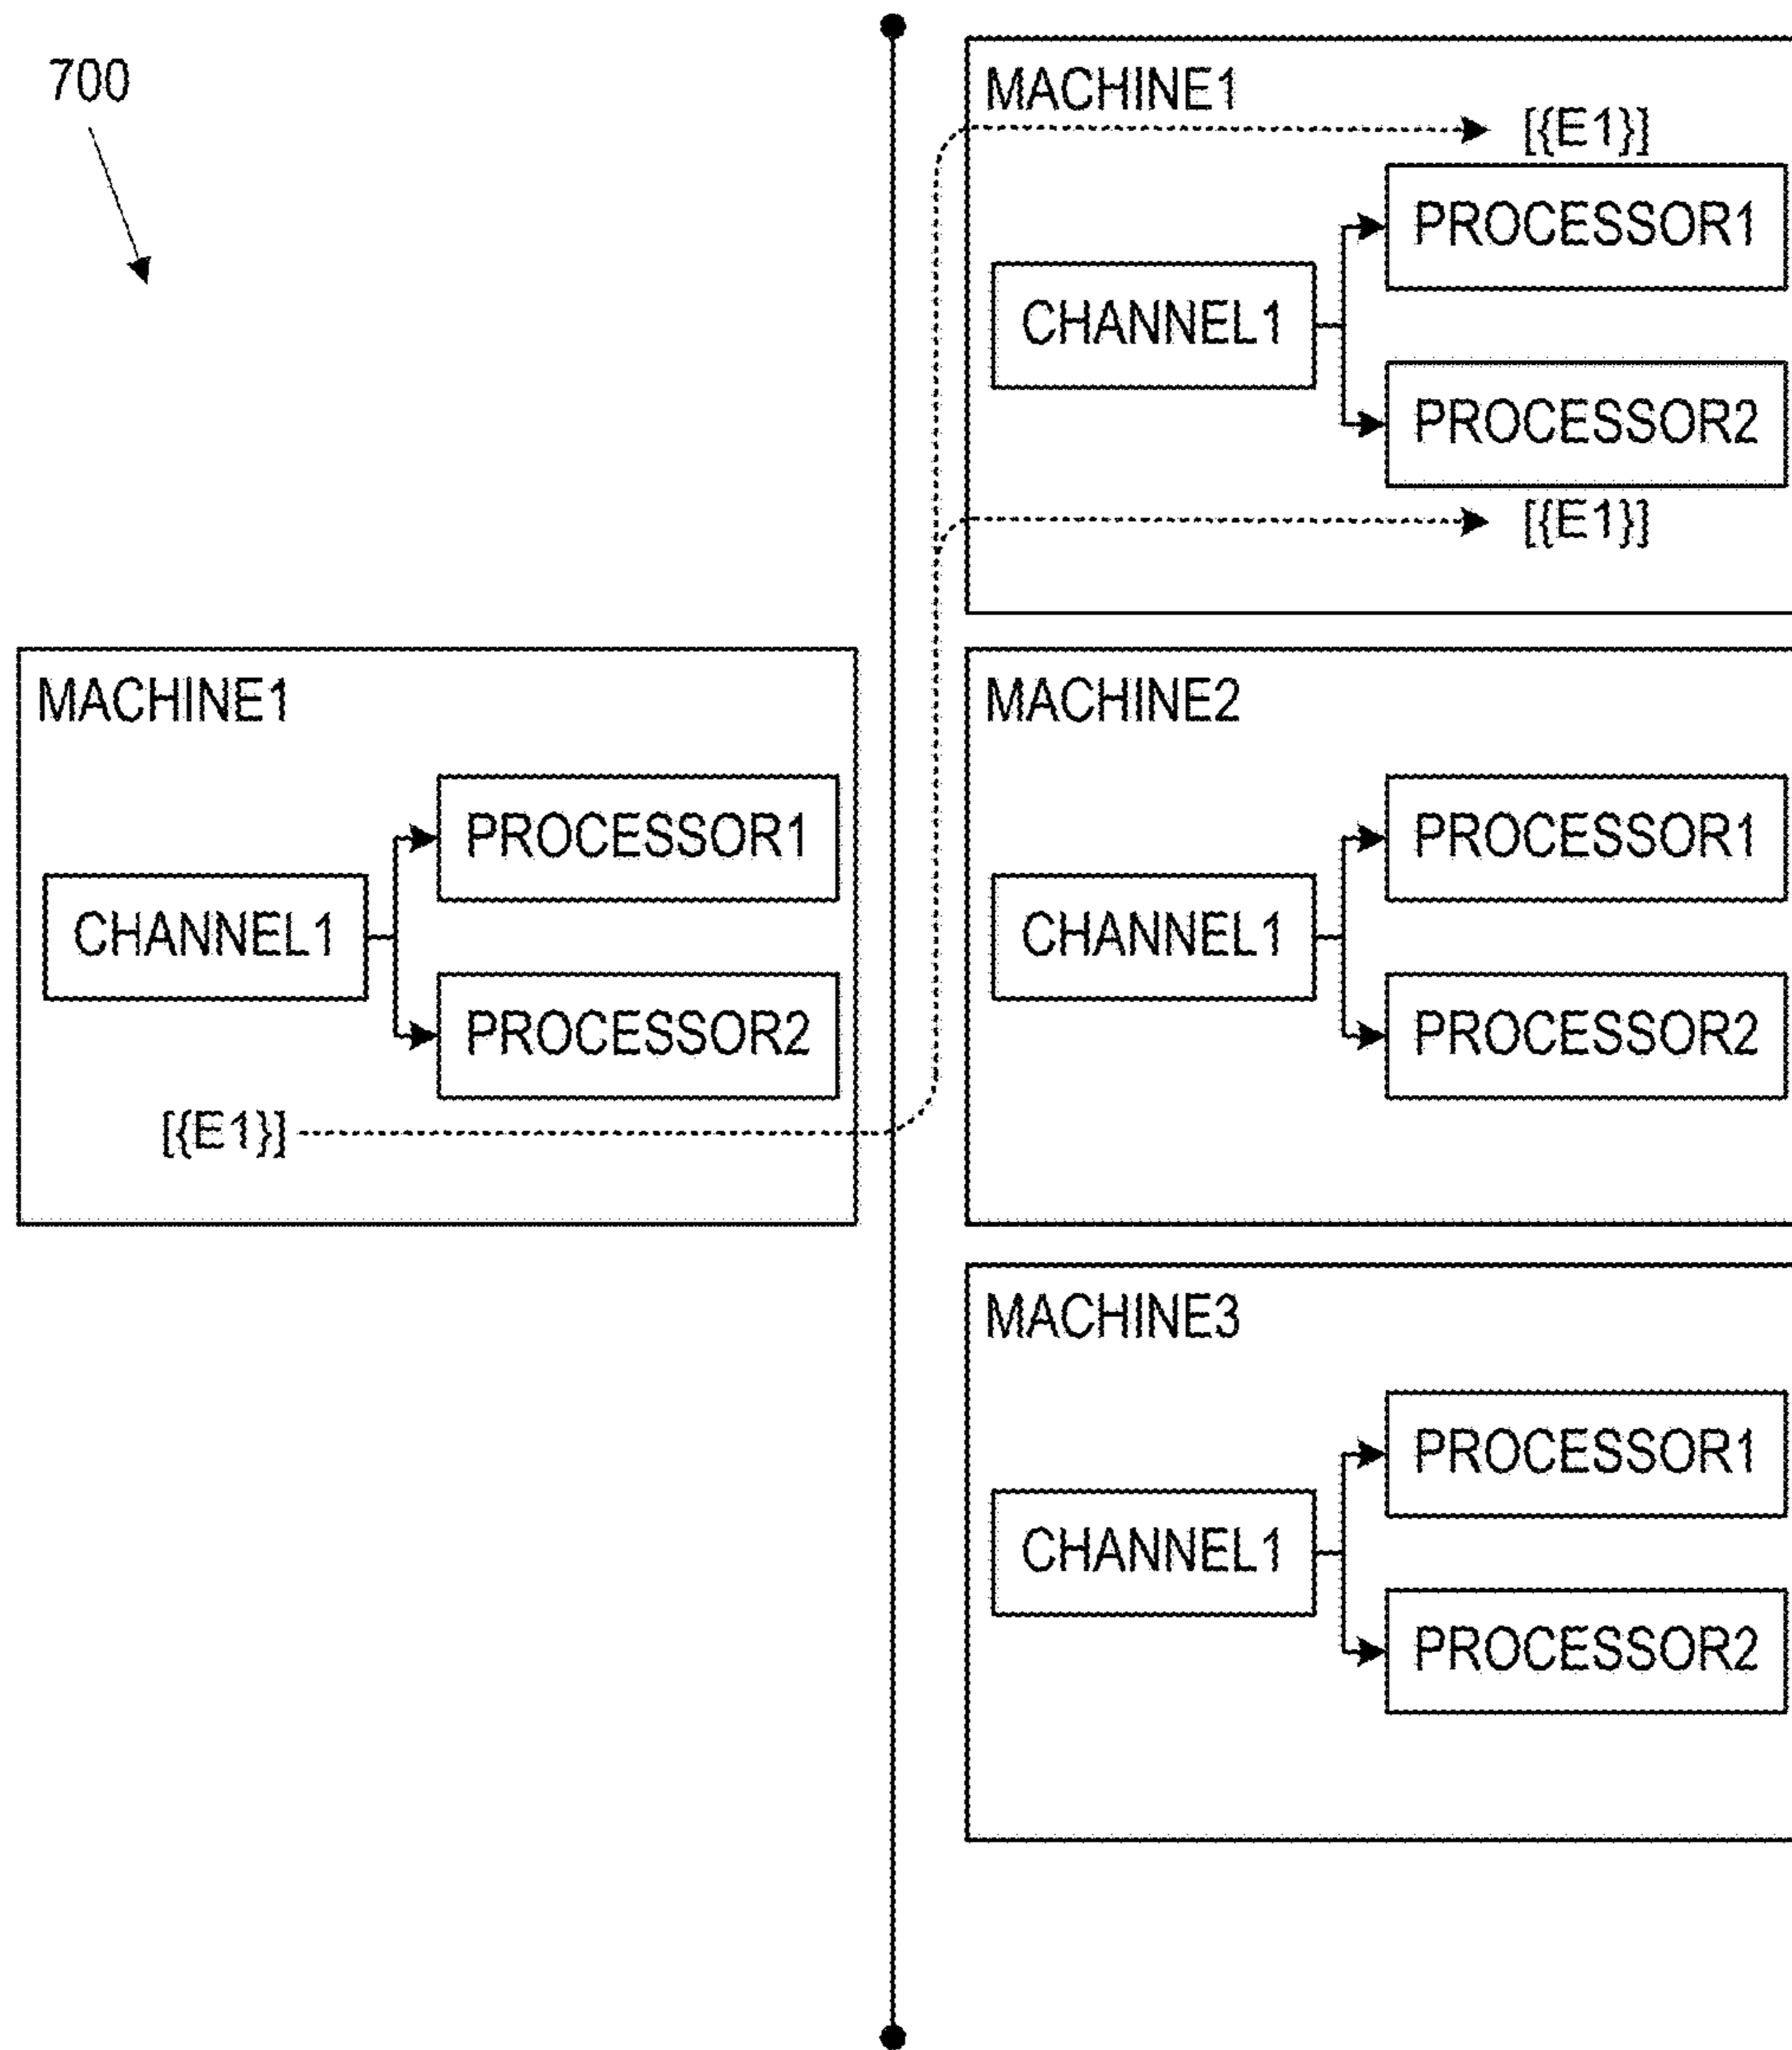 700
MACHINE1
CHANNEL1
PROCESSOR1
PROCESSOR2
[{E1}]
MACHINE1
[{E1}]
CHANNEL1
PROCESSOR1
PROCESSOR2
[{E1}]
MACHINE2
CHANNEL1
PROCESSOR1
PROCESSOR2
MACHINE3
CHANNEL1
PROCESSOR1
PROCESSOR2